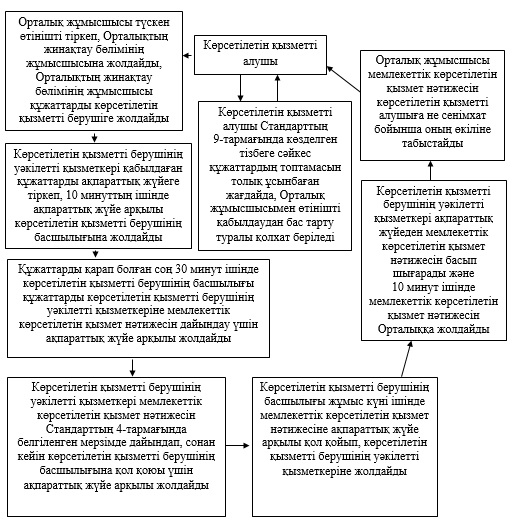 Орталық жұмысшысы түскен
өтінішті тіркеп, Орталықтың
жинақтау бөлімінің
жұмысшысына жолдайды,
Орталықтың жинақтау
бөлімінің жұмысшысы
құжаттарды көрсетілетін
қызметті берушіге жолдайды
Көрсетілетін қызметті
алушы
Орталық жұмысшысы
мемлекеттік көрсетілетін
қызмет нәтижесін
көрсетілетін қызметті
алушыға не сенімхат
бойынша оның өкіліне
табыстайды
Көрсетілетін қызметті
алушы Стандарттың
9-тармағында көзделген
тізбеге сәйкес
құжаттардың топтамасын
толық ұсынбаған
жағдайда, Орталық
жұмысшысымен өтінішті
қабылдаудан бас тарту
туралы қолхат беріледі
Көрсетілетін қызметті берушінің
уәкілетті қызметкері қабылдаған
құжаттарды ақпараттық жүйеге
тіркеп, 10 минуттың ішінде
ақпараттық жүйе арқылы
көрсетілетін қызметті берушінің
басшылығына жолдайды
Көрсетілетін қызметті
берушінің уәкілетті
қызметкері ақпараттық
жүйеден мемлекеттік
көрсетілетін қызмет
нәтижесін басып
шығарады және
10 минут ішінде
мемлекеттік көрсетілетін
қызмет нәтижесін
Орталыққа жолдайды
Құжаттарды қарап болған соң 30 минут ішінде
көрсетілетін қызметті берушінің басшылығы
құжаттарды көрсетілетін қызметті берушінің
уәкілетті қызметкеріне мемлекеттік
көрсетілетін қызмет нәтижесін дайындау үшін
ақпараттық жүйе арқылы жолдайды
Көрсетілетін қызметті берушінің
уәкілетті қызметкері мемлекеттік
көрсетілетін қызмет нәтижесін
Стандарттың 4-тармағында
белгіленген мерзімде дайындап, сонан
кейін көрсетілетін қызметті берушінің
басшылығына қол қоюы үшін
ақпараттық жүйе арқылы жолдайды
Көрсетілетін қызметті берушінің
басшылығы жұмыс күні ішінде
мемлекеттік көрсетілетін қызмет
нәтижесіне ақпараттық жүйе
арқылы қол қойып, көрсетілетін
қызметті берушінің уәкілетті
қызметкеріне жолдайды